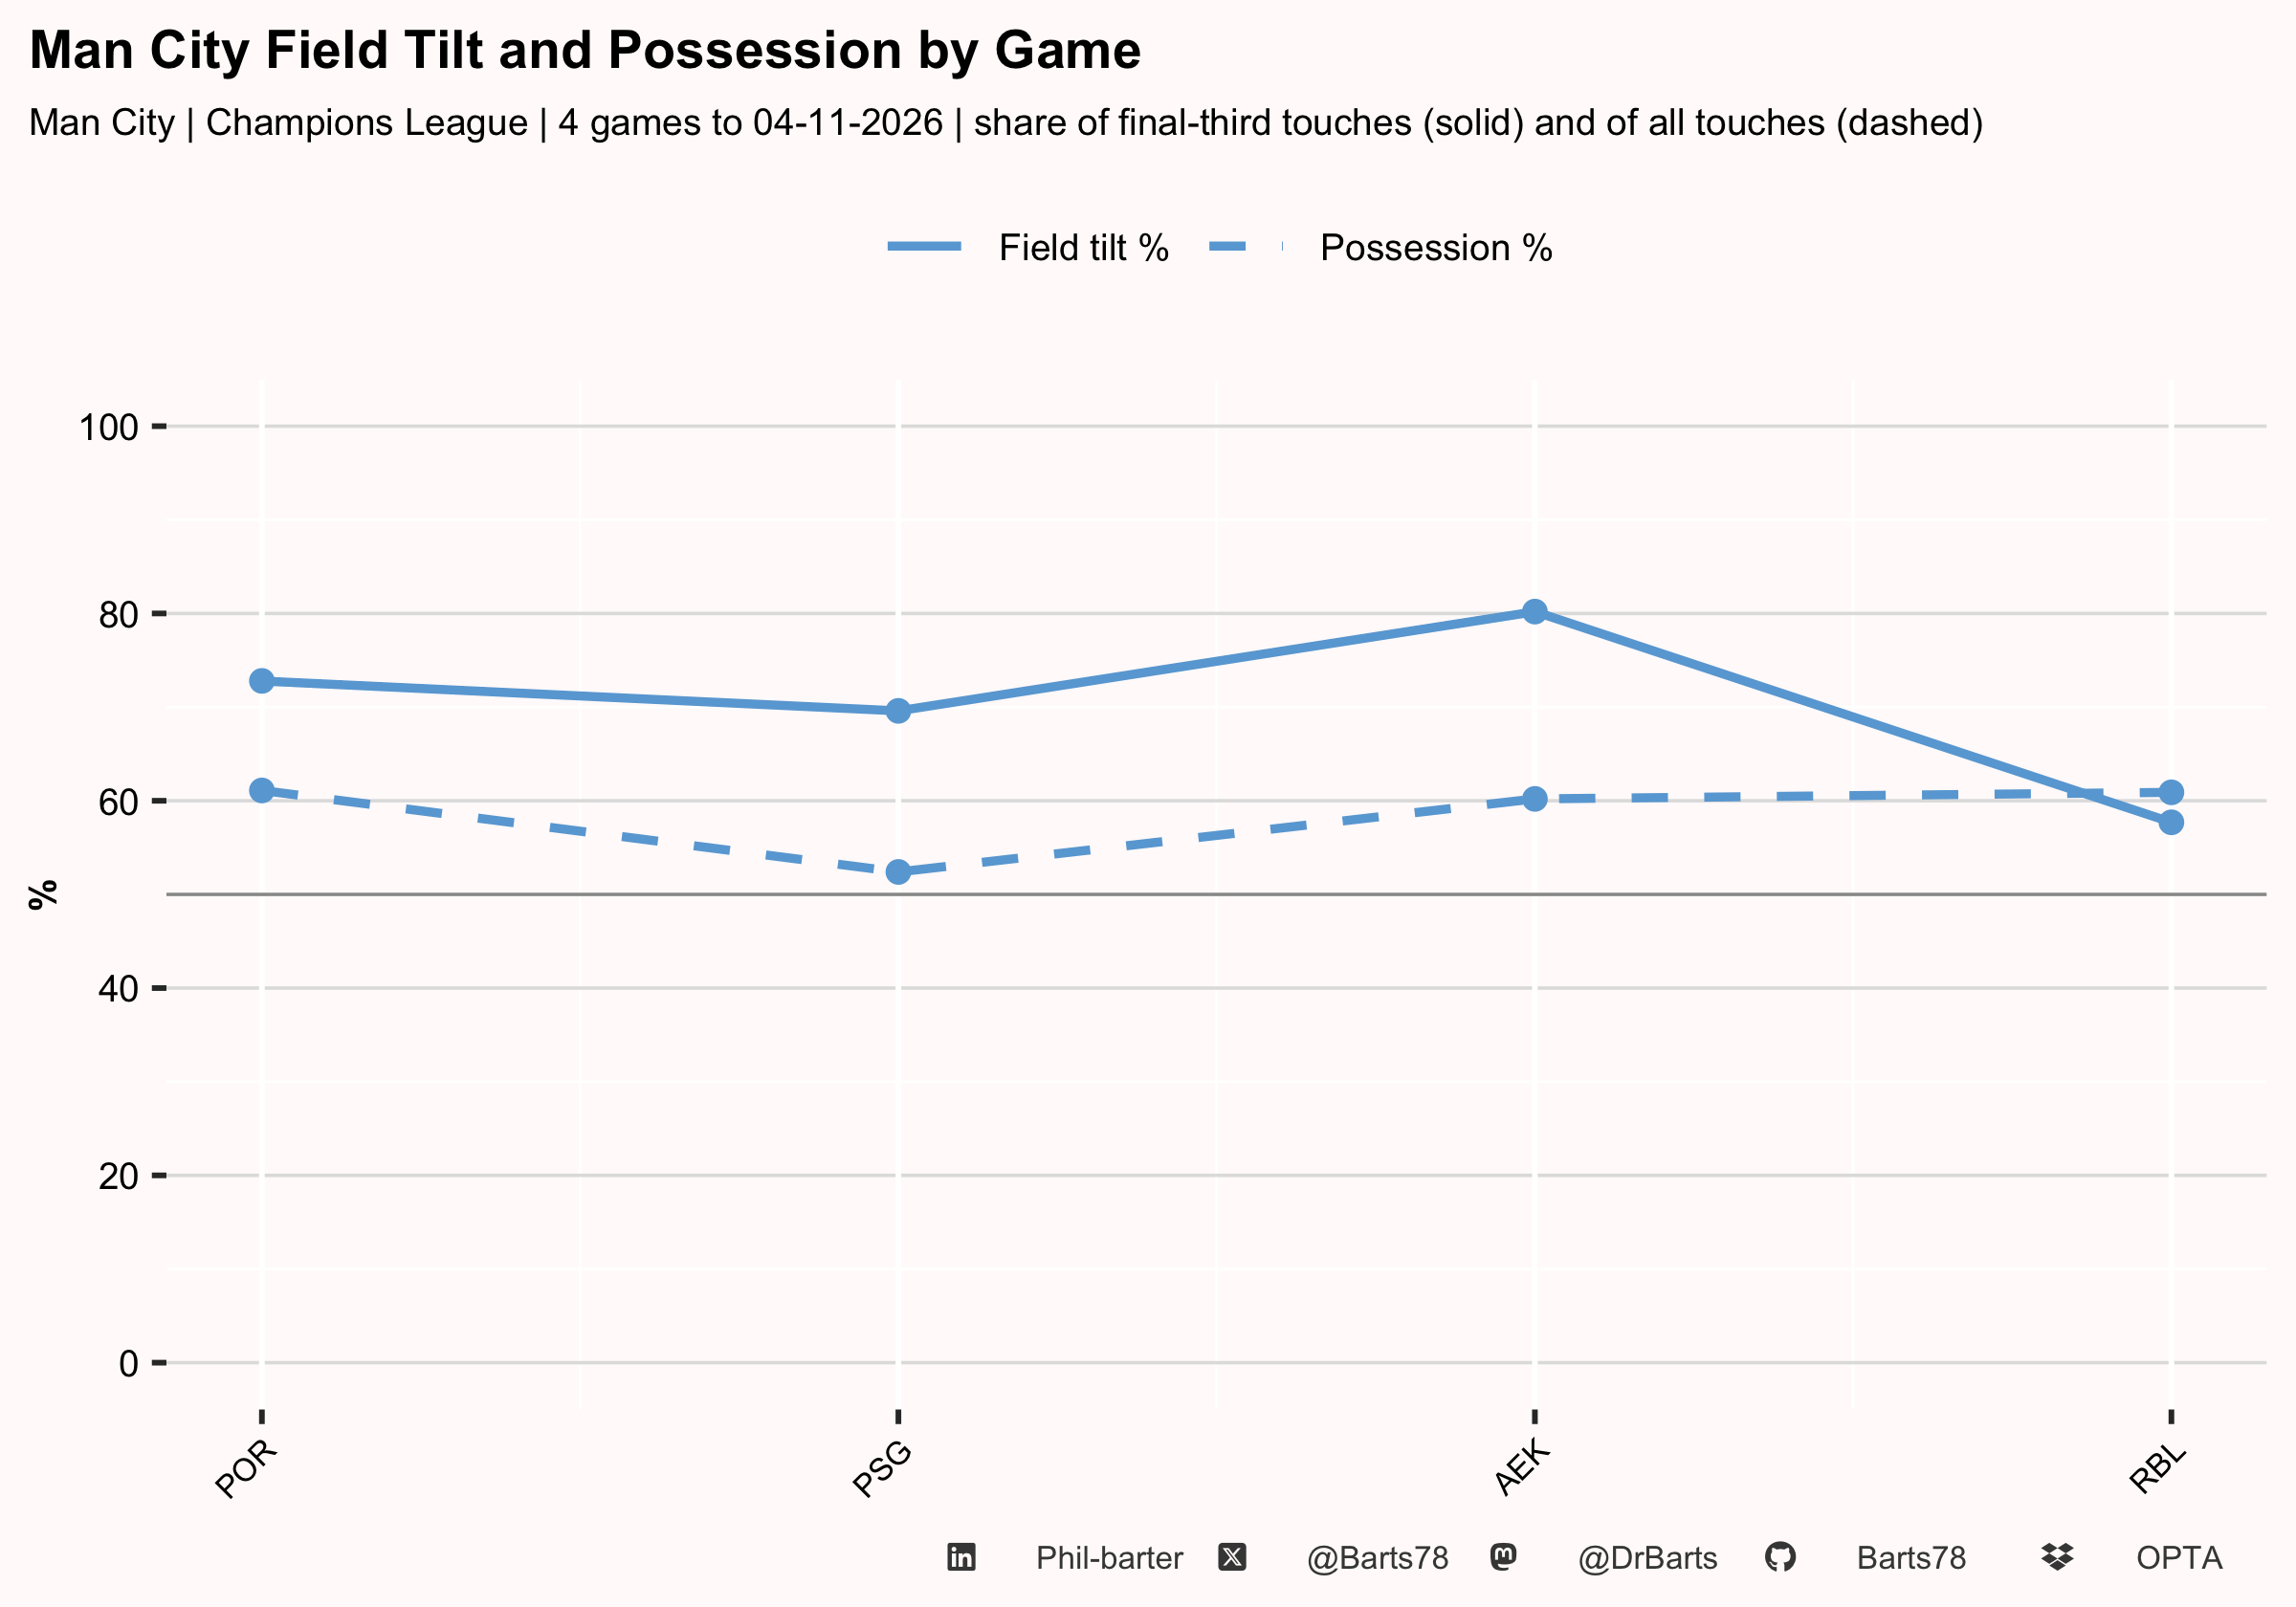 Man City Field Tilt and Possession by Game
Man City | Champions League | 4 games to 04-11-2026 | share of final-third touches (solid) and of all touches (dashed)
Field tilt % Possession %
100
80
60
%
40
20
0
POR PSG AEK RBL
Phil-barter @Barts78 @DrBarts Barts78 OPTA